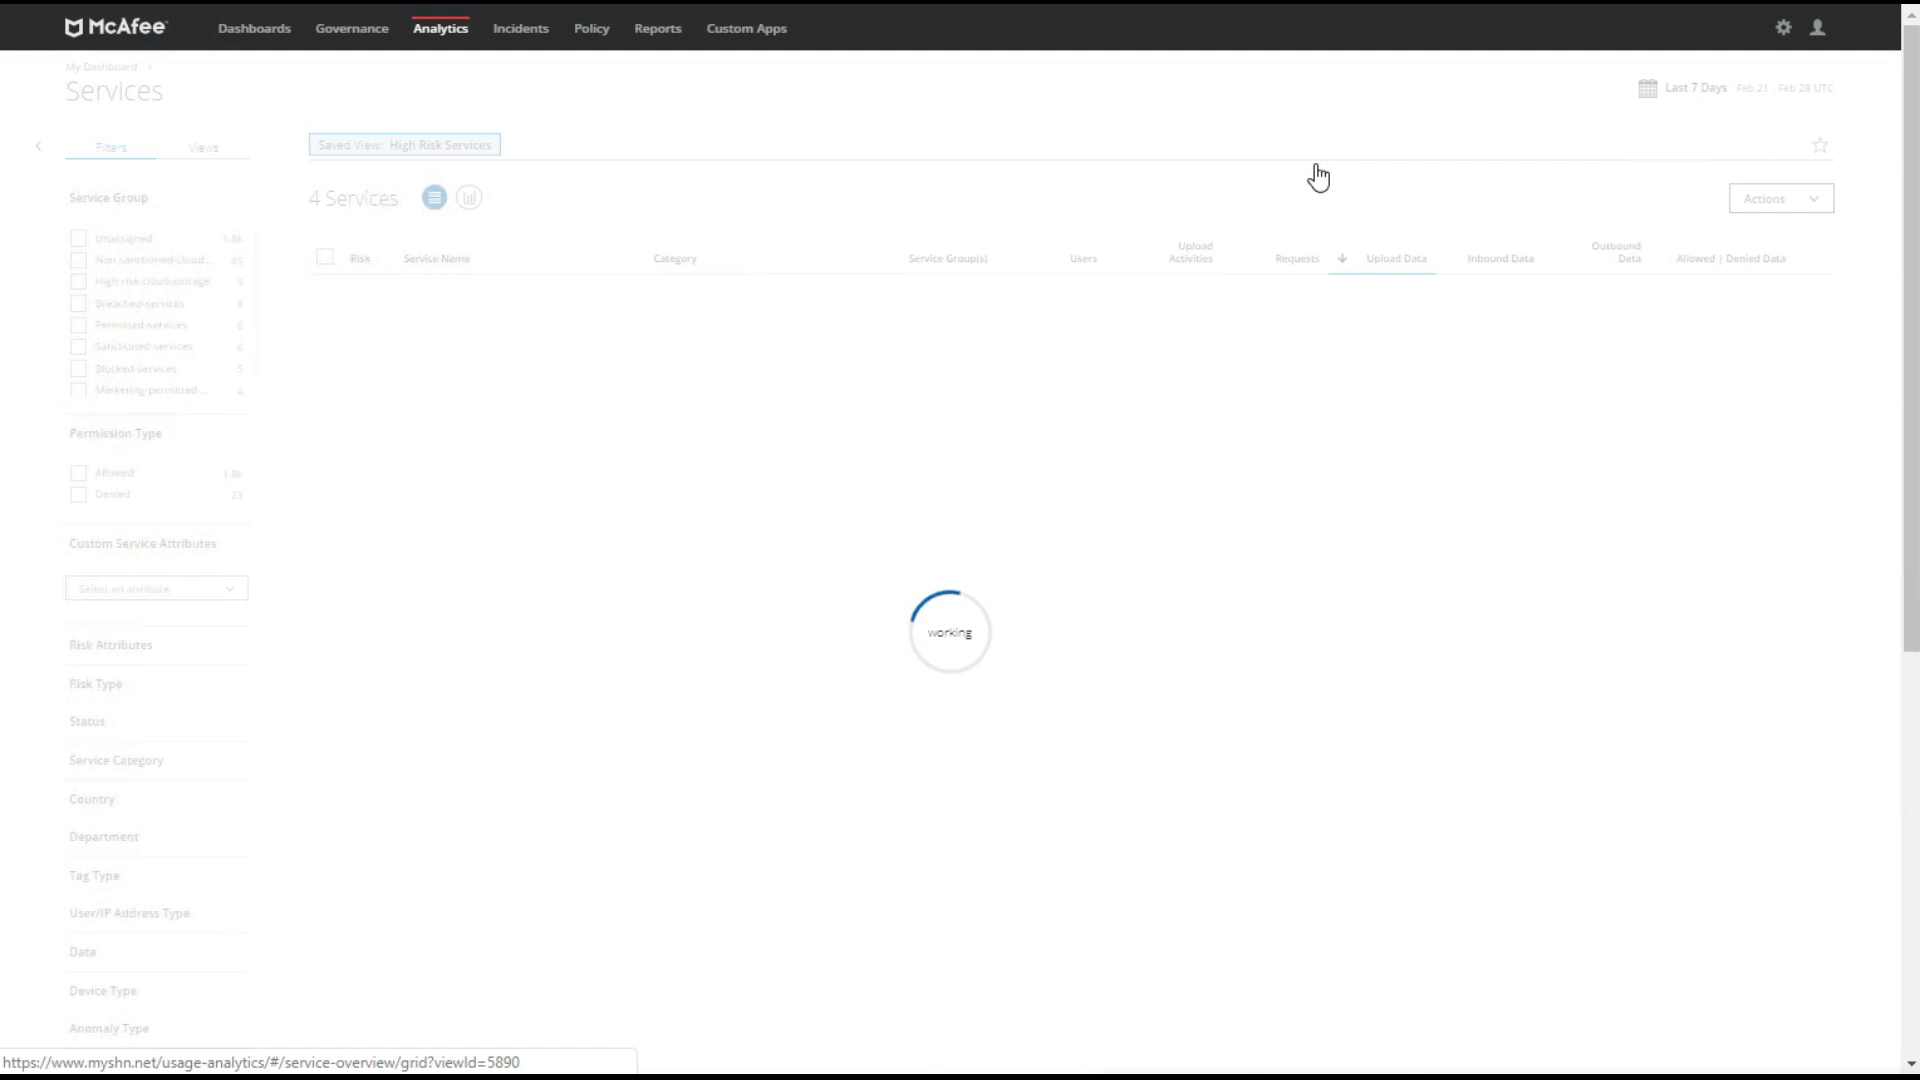 McAfee
Dashboards Governance Analytics Incidents Policy Reports Custom Apps
My Dashboard >
Services
Last 7 Days Feb 21 - Feb 28 UTC
Filters Views
Saved View: High Risk Services
4 Services
Actions
Service Group
Unassigned 1.8k
Non sanctioned-cloud... 45
High risk cloud-storage 9
Breached-services 8
Permitted-services 6
Sanctioned-services 6
Blocked-services 5
Marketing-permitted-... 4
Risk Service Name Category Service Group(s) Users Upload Activities Requests Upload Data Inbound Data Outbound Data Allowed | Denied Data
Permission Type
Allowed 1.8k
Denied 23
Custom Service Attributes
Select an attribute
Risk Attributes
Risk Type
Status
Service Category
Country
Department
Tag Type
User/IP Address Type
Data
Device Type
Anomaly Type
working
https://www.myshn.net/usage-analytics/#/service-overview/grid?viewId=5890